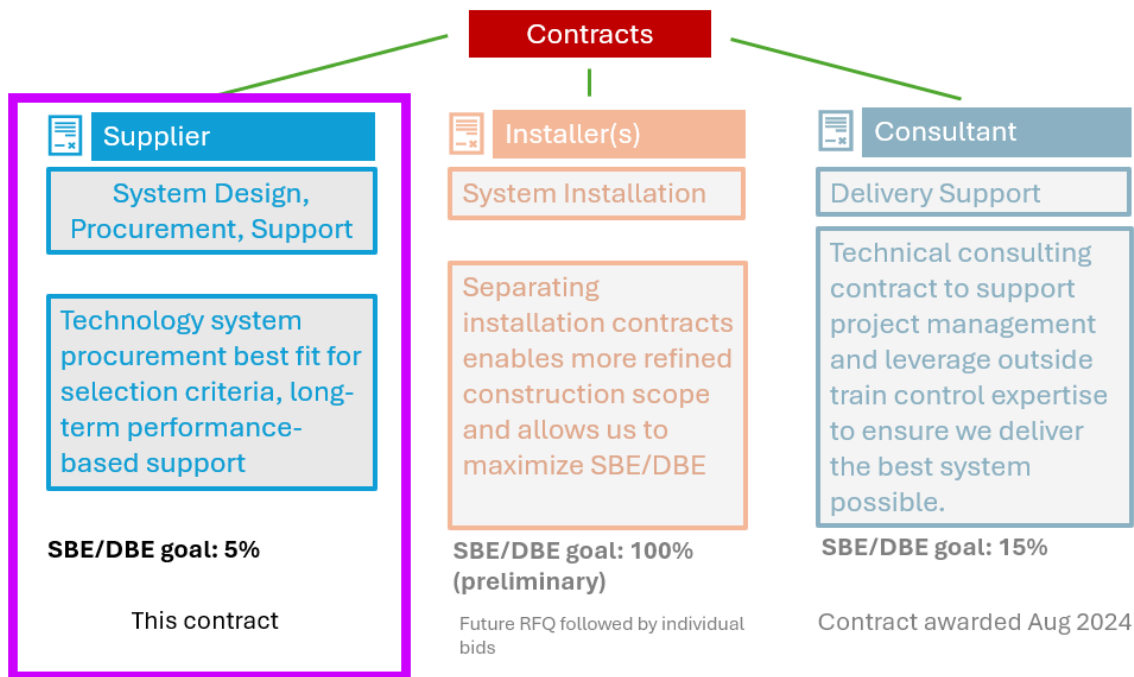 Contracts
Supplier
System Design,
Procurement, Support
Technology system
procurement best fit for
selection criteria, long-
term performance-
based support
SBE/DBE goal: 5%
This contract
Installer(s)
System Installation
Separating
installation contracts
enables more refined
construction scope
and allows us to
maximize SBE/DBE
SBE/DBE goal: 100%
(preliminary)
Future RFQ followed by individual
bids
Consultant
Delivery Support
Technical consulting
contract to support
project management
and leverage outside
train control expertise
to ensure we deliver
the best system
possible.
SBE/DBE goal: 15%
Contract awarded Aug 2024